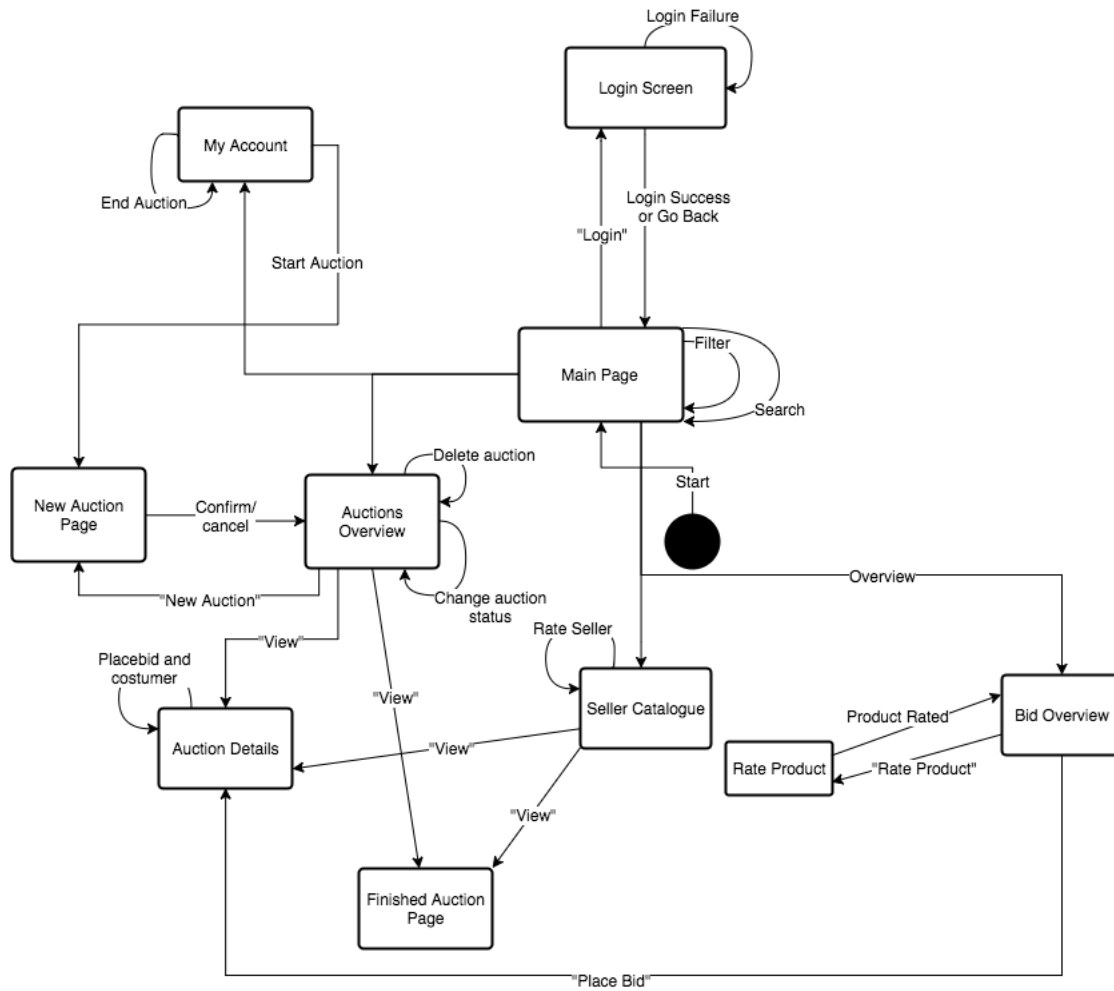 Login Failure
Login Screen
My Account
End Auction
Login Success
or Go Back
"Login"
Start Auction
Filter
Main Page
Search
Delete auction
Start
New Auction
Page
Confirm/
cancel
Auctions
Overview
Overview
"New Auction"
Change auction
status
Rate Seller
"View"
Placebid and
costumer
"View"
Seller Catalogue
Product Rated
Bid Overview
Auction Details
"View"
Rate Product
"Rate Product"
"View"
Finished Auction
Page
"Place Bid"